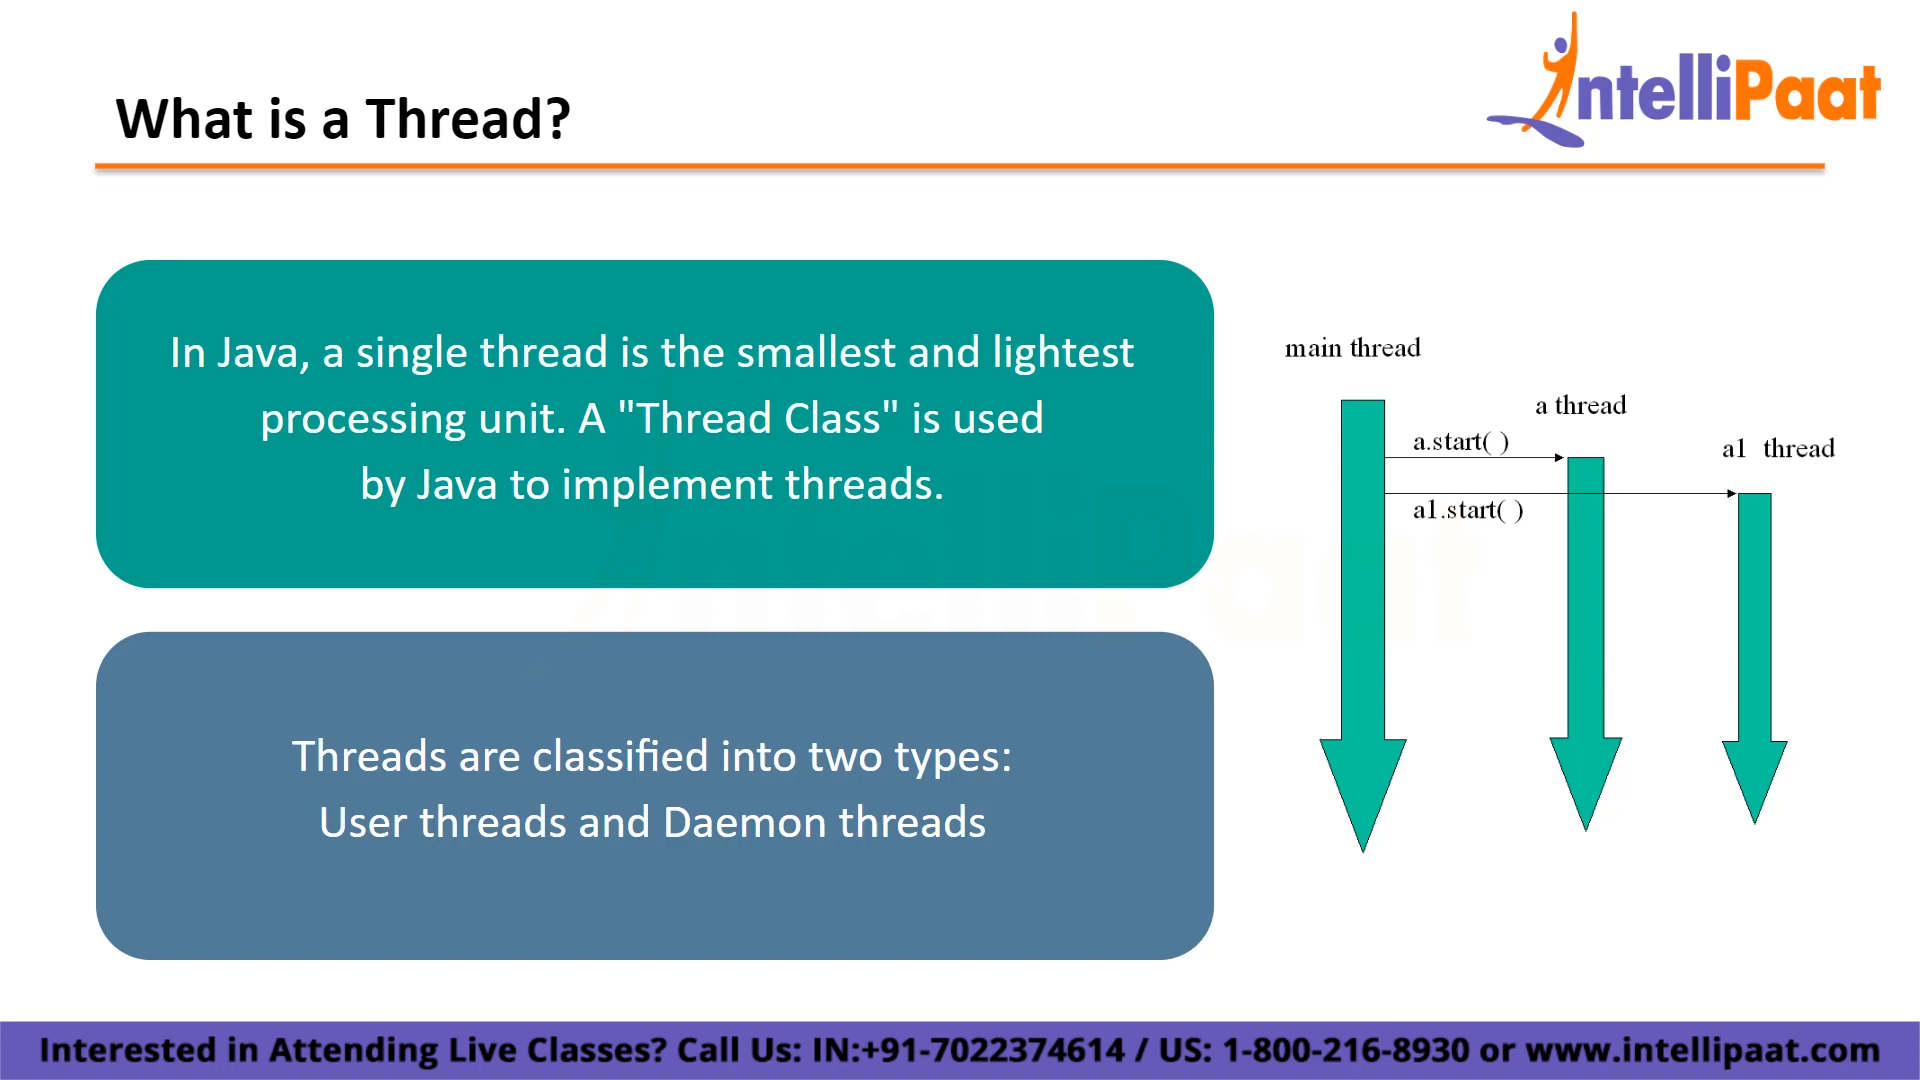 What is a Thread?
IntelliPaat
In Java, a single thread is the smallest and lightest
processing unit. A "Thread Class" is used
by Java to implement threads.
Threads are classified into two types:
User threads and Daemon threads
main thread
a thread
a.start( )
a1  thread
a1.start( )
Interested in Attending Live Classes? Call Us: IN:+91-7022374614 / US: 1-800-216-8930 or www.intellipaat.com